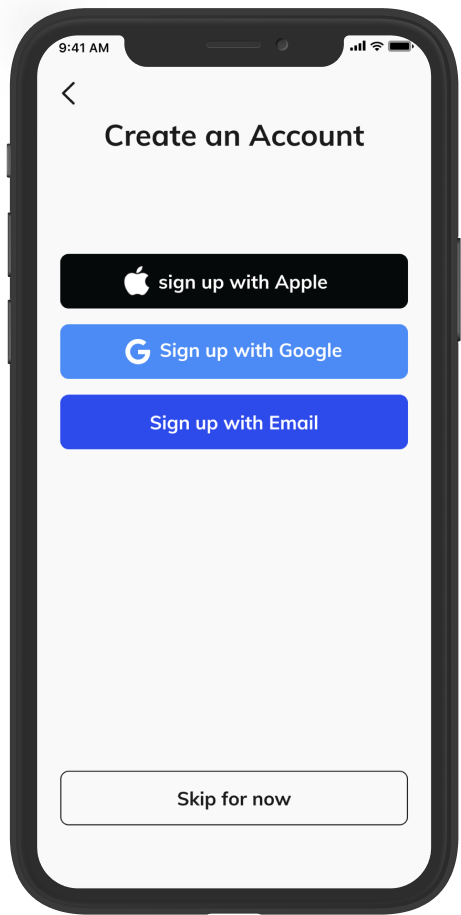 9:41 AM
Create an Account
sign up with Apple
Sign up with Google
Sign up with Email
Skip for now